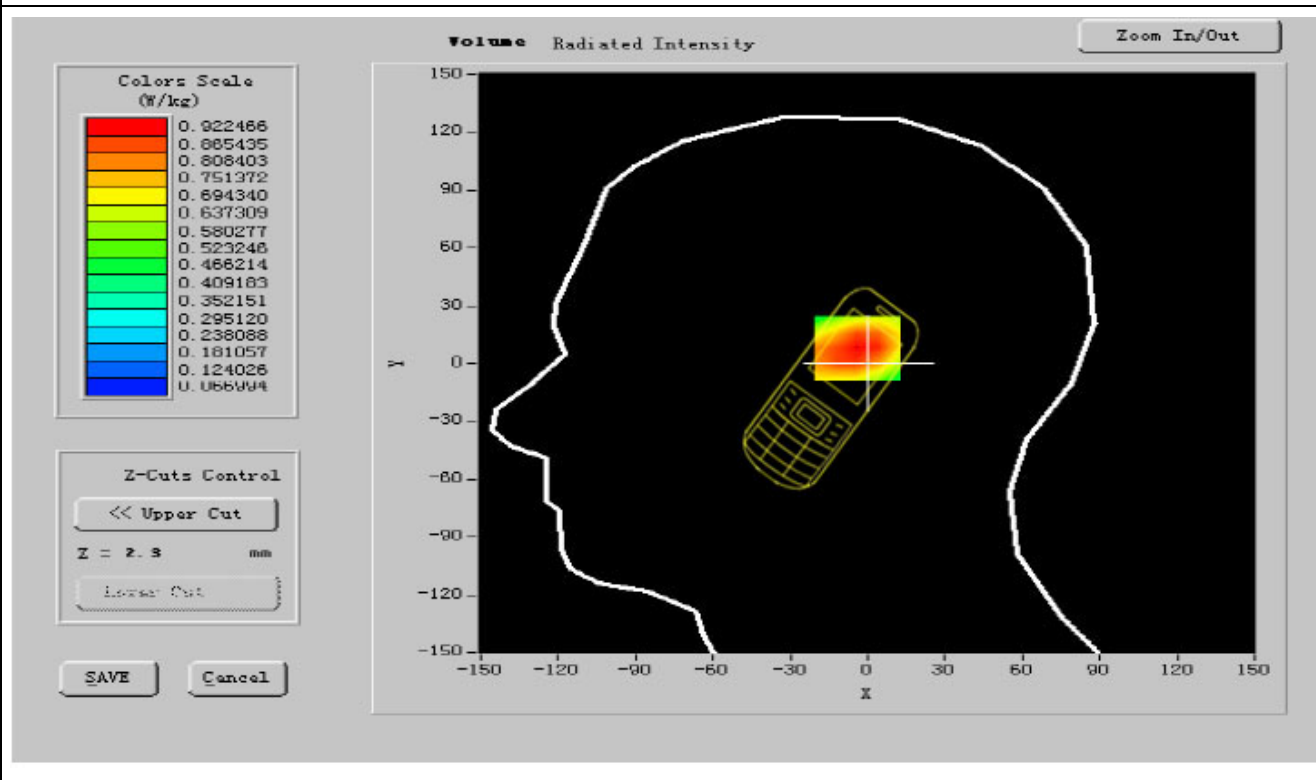 Volume Radiated Intensity
Zoom In/Out
Colors Scale
(W/kg)
0.922466
0.865435
0.808403
0.751372
0.694340
0.637309
0.580277
0.523246
0.466214
0.409183
0.352151
0.295120
0.238088
0.181057
0.124026
0.066994
Z-Cuts Control
<< Upper Cut
Z = 2.3 mm
Lower Cut
SAVE
Cancel
150
120
90
60
30
0
-30
-60
-90
-120
-150
Y
-150 -120 -90 -60 -30 0 30 60 90 120 150
X